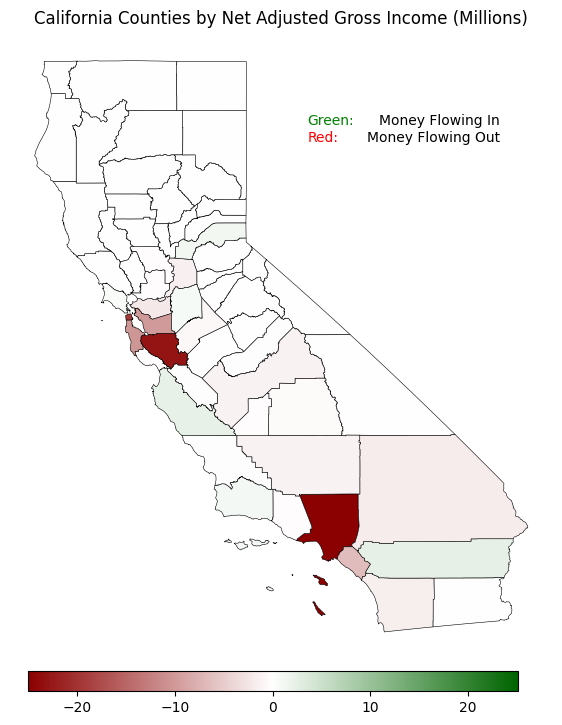 California Counties by Net Adjusted Gross Income (Millions)
Green: Money Flowing In
Red: Money Flowing Out
−20 −10 0 10 20